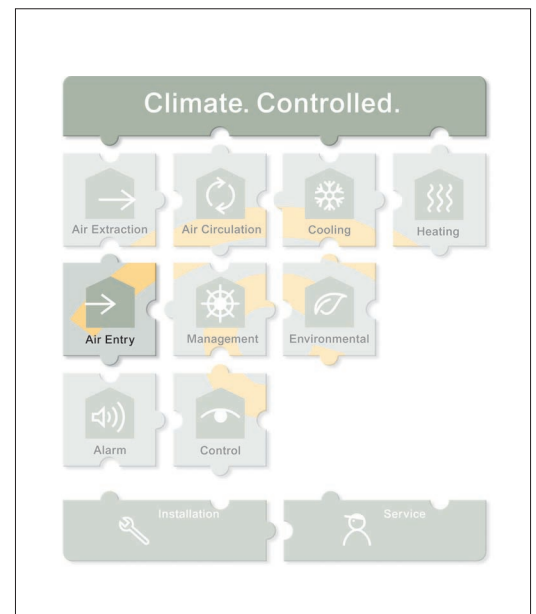 Climate. Controlled.
Air Extraction
Air Circulation
Cooling
Heating
Air Entry
Management
Environmental
Alarm
Control
Installation
Service